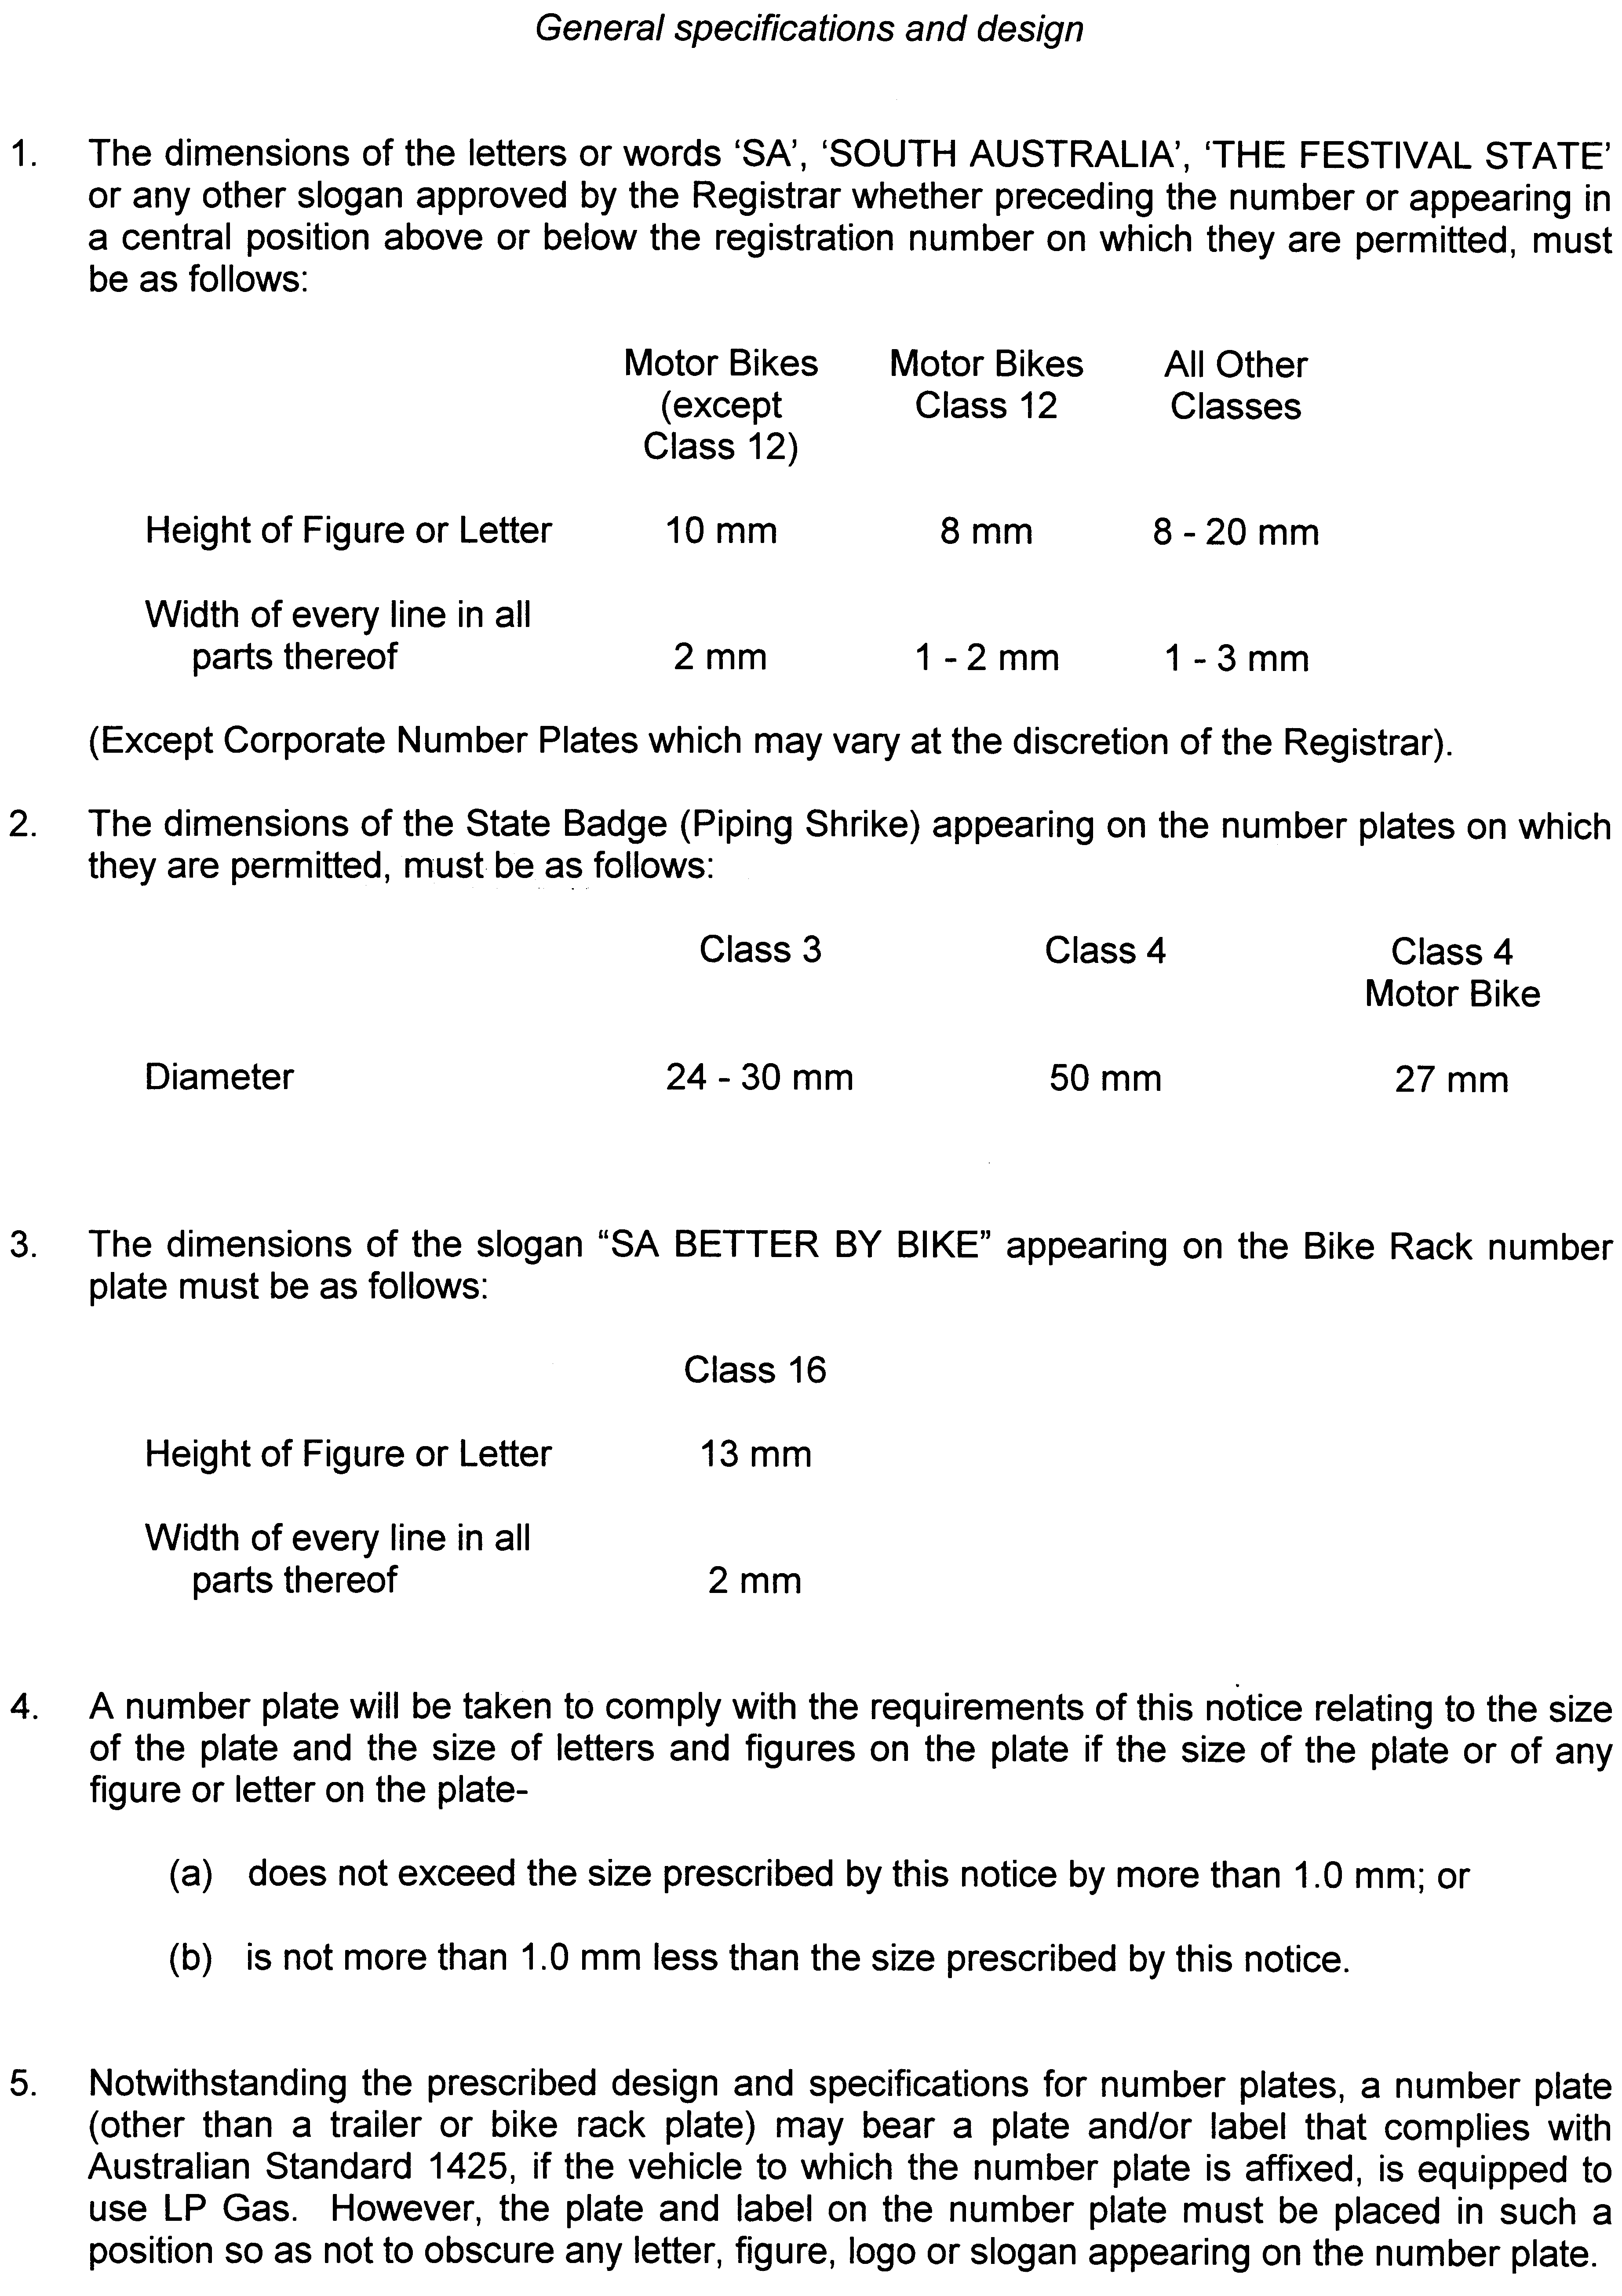 General specifications and design
1. The dimensions of the letters or words ‘SA’, ‘SOUTH AUSTRALIA’, ‘THE FESTIVAL STATE’
or any other slogan approved by the Registrar whether preceding the number or appearing in
a central position above or below the registration number on which they are permitted, must
be as follows:
Motor Bikes Motor Bikes All Other
(except Class 12 Classes
Class 12)
Height of Figure or Letter 10 mm 8 mm 8 - 20 mm
Width of every line in all
parts thereof 2 mm 1 - 2 mm 1 - 3 mm
(Except Corporate Number Plates which may vary at the discretion of the Registrar).
2. The dimensions of the State Badge (Piping Shrike) appearing on the number plates on which
they are permitted, must be as follows:
Class 3 Class 4 Class 4
Motor Bike
Diameter 24 - 30 mm 50 mm 27 mm
3. The dimensions of the slogan “SA BETTER BY BIKE” appearing on the Bike Rack number
plate must be as follows:
Class 16
Height of Figure or Letter 13 mm
Width of every line in all
parts thereof 2 mm
4. A number plate will be taken to comply with the requirements of this notice relating to the size
of the plate and the size of letters and figures on the plate if the size of the plate or of any
figure or letter on the plate-
(a) does not exceed the size prescribed by this notice by more than 1.0 mm; or
(b) is not more than 1.0 mm less than the size prescribed by this notice.
5. Notwithstanding the prescribed design and specifications for number plates, a number plate
(other than a trailer or bike rack plate) may bear a plate and/or label that complies with
Australian Standard 1425, if the vehicle to which the number plate is affixed, is equipped to
use LP Gas. However, the plate and label on the number plate must be placed in such a
position so as not to obscure any letter, figure, logo or slogan appearing on the number plate.